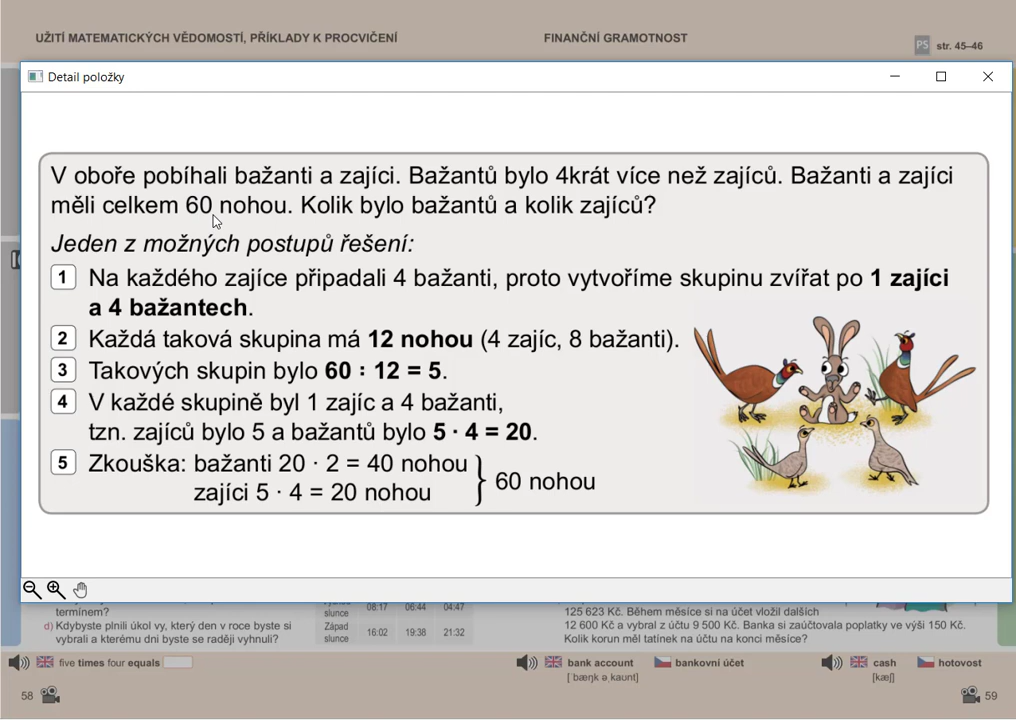 UŽITÍ MATEMATICKÝCH VĚDOMOSTÍ, PŘÍKLADY K PROCVIČENÍ
FINANČNÍ GRAMOTNOST
PS str. 45–46
Detail položky
V oboře pobíhali bažanti a zajíci. Bažantů bylo 4krát více než zajíců. Bažanti a zajíci
měli celkem 60 nohou. Kolik bylo bažantů a kolik zajíců?
Jeden z možných postupů řešení:
1 Na každého zajíce připadali 4 bažanti, proto vytvoříme skupinu zvířat po 1 zajíci
a 4 bažantech.
2 Každá taková skupina má 12 nohou (4 zajíc, 8 bažanti).
3 Takových skupin bylo 60 : 12 = 5.
4 V každé skupině byl 1 zajíc a 4 bažanti,
tzn. zajíců bylo 5 a bažantů bylo 5 · 4 = 20.
5 Zkouška: bažanti 20 · 2 = 40 nohou
zajíci 5 · 4 = 20 nohou
} 60 nohou
termínem?
d) Kdybyste plnili úkol vy, který den v roce byste si
vybrali a kterému dni byste se raději vyhnuli?
slunce 08:17 06:44 04:47
Západ
slunce 16:02 19:38 21:32
125 623 Kč. Během měsíce si na účet vložil dalších
12 600 Kč a vybral z účtu 9 500 Kč. Banka si zaúčtovala poplatky ve výši 150 Kč.
Kolik korun měl tatínek na účtu na konci měsíce?
five times four equals
bank account
bankovní účet
cash
hotovost
[ˈbæŋk əˌkaunt]
[kæʃ]
58
59